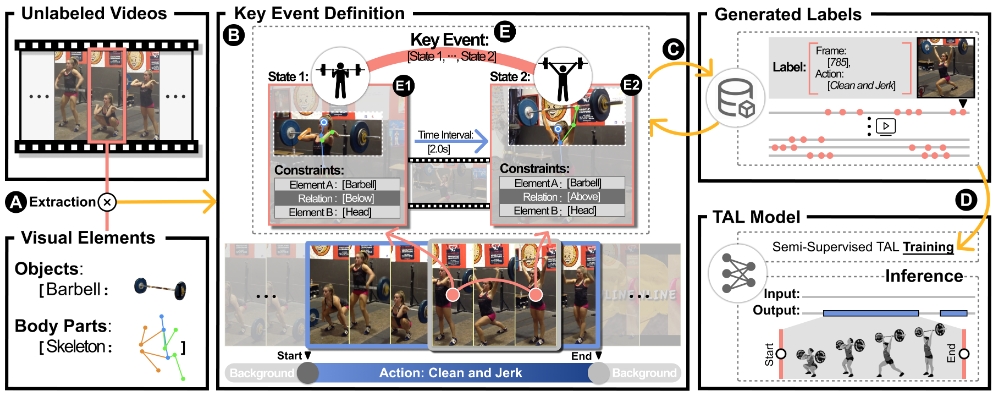 Unlabeled Videos
A Extraction
Visual Elements
Objects:
[Barbell:
Body Parts:
[Skeleton: ]
Key Event Definition
B
Key Event: E
[State 1, ..., State 2]
State 1:
E1
Constraints:
Element A: [Barbell]
Relation: [Below]
Element B: [Head]
Time Interval:
[2.0s]
State 2:
E2
Constraints:
Element A: [Barbell]
Relation: [Above]
Element B: [Head]
Start
End
Background
Action: Clean and Jerk
Background
C
Generated Labels
Label:
Frame:
[785],
Action:
[Clean and Jerk]
D
TAL Model
Semi-Supervised TAL Training
Inference
Input:
Output:
Start
End